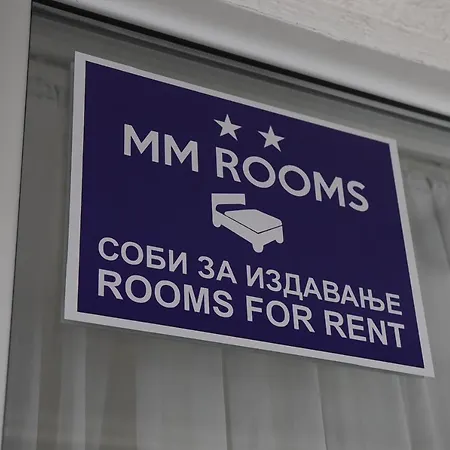 MM ROOMS
СОБИ ЗА ИЗДАВАЊЕ
ROOMS FOR RENT